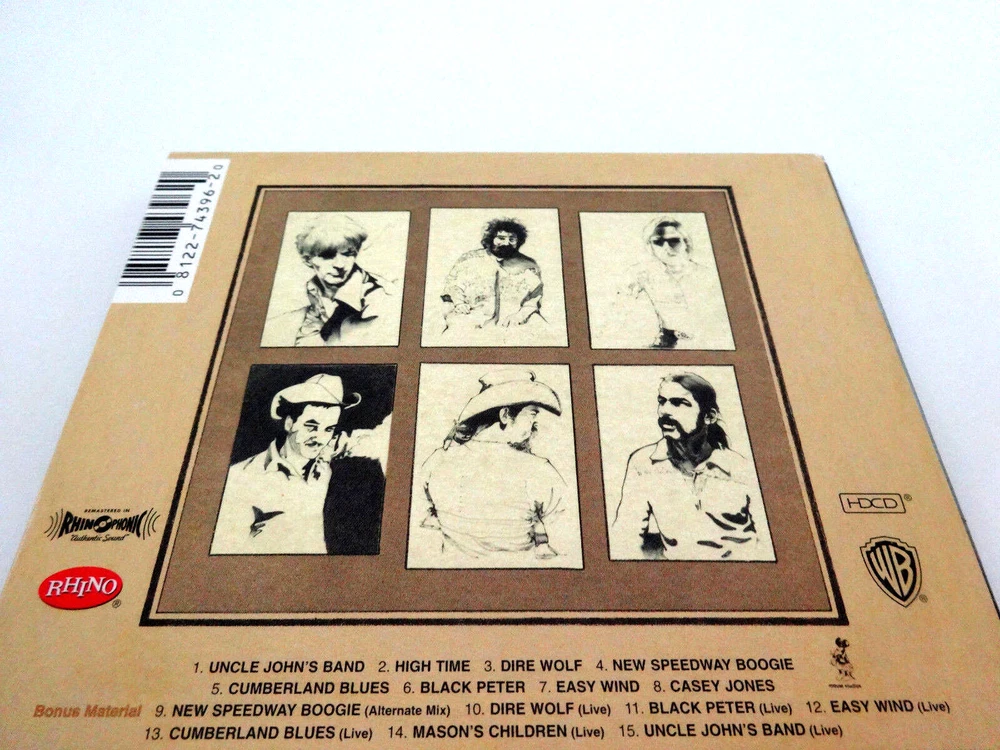 0 8122-74396-2 0
REMASTERED IN
RHINOPHONIC
"Authentic Sound"
RHINO®
HDCD®
WB®
1. UNCLE JOHN'S BAND 2. HIGH TIME 3. DIRE WOLF 4. NEW SPEEDWAY BOOGIE
5. CUMBERLAND BLUES 6. BLACK PETER 7. EASY WIND 8. CASEY JONES
Bonus Material 9. NEW SPEEDWAY BOOGIE (Alternate Mix) 10. DIRE WOLF (Live) 11. BLACK PETER (Live) 12. EASY WIND (Live)
13. CUMBERLAND BLUES (Live) 14. MASON'S CHILDREN (Live) 15. UNCLE JOHN'S BAND (Live)